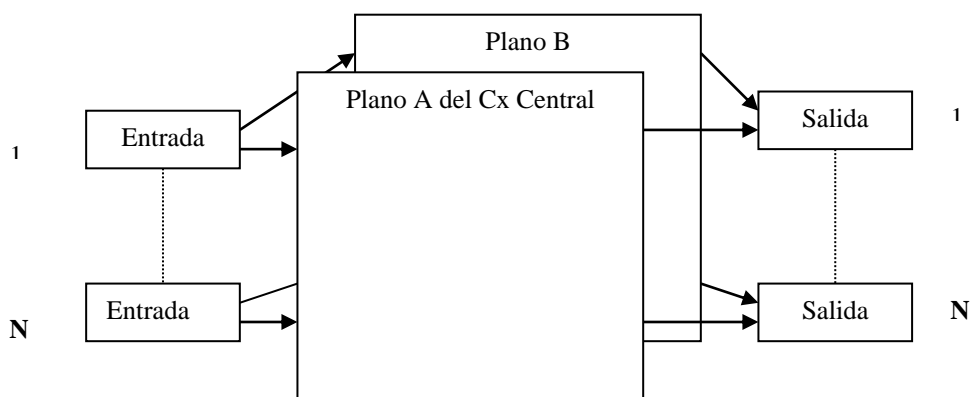 Plano B
Plano A del Cx Central
Entrada
Salida
1
1
Entrada
Salida
N
N